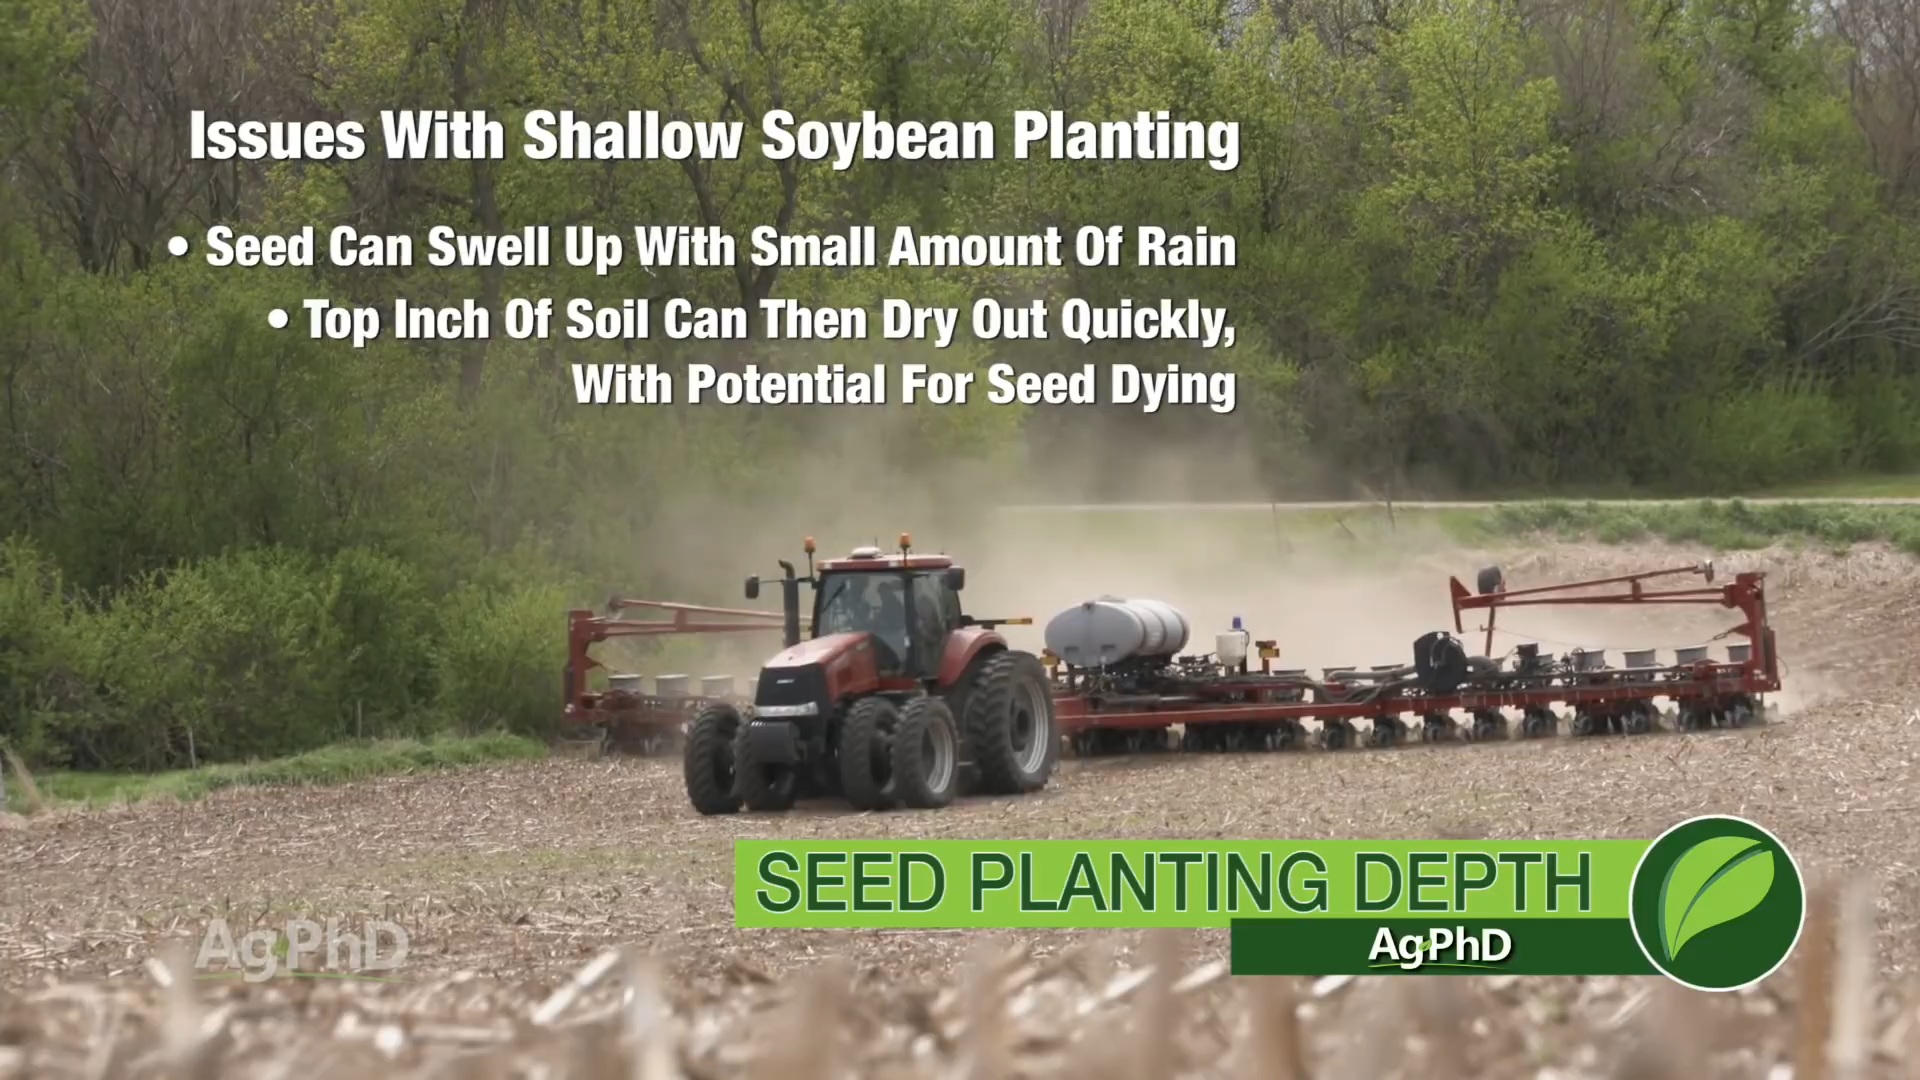 Issues With Shallow Soybean Planting
• Seed Can Swell Up With Small Amount Of Rain
• Top Inch Of Soil Can Then Dry Out Quickly,
With Potential For Seed Dying
SEED PLANTING DEPTH
AgPhD
AgPhD